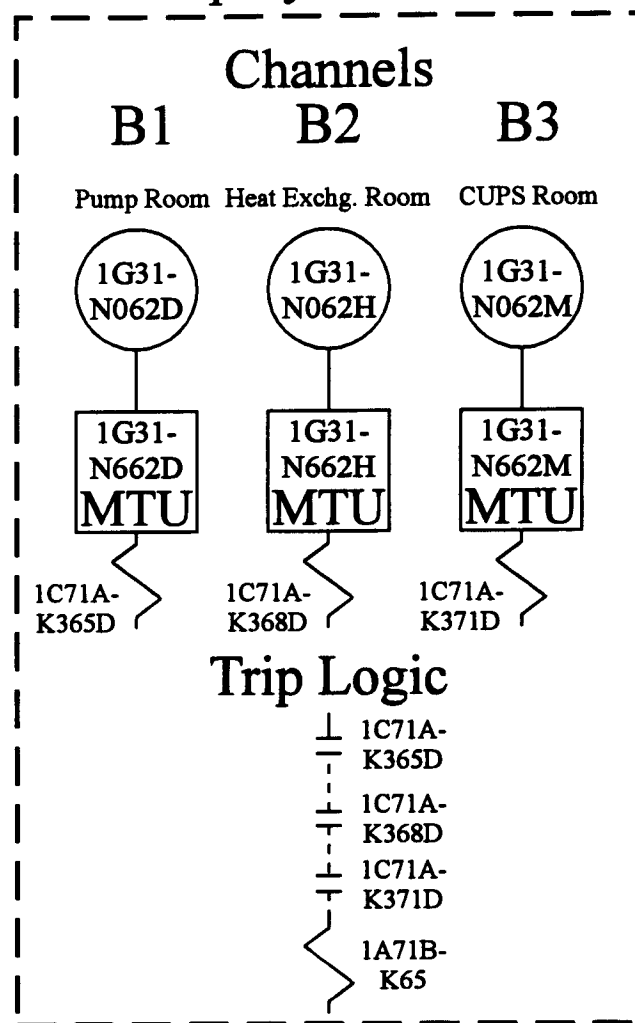 Channels
B1 B2 B3
Pump Room Heat Exchg. Room CUPS Room
1G31- 1G31- 1G31-
N062D N062H N062M
1G31- 1G31- 1G31-
N662D N662H N662M
MTU MTU MTU
1C71A- 1C71A- 1C71A-
K365D K368D K371D
Trip Logic
1C71A-
K365D
1C71A-
K368D
1C71A-
K371D
1A71B-
K65